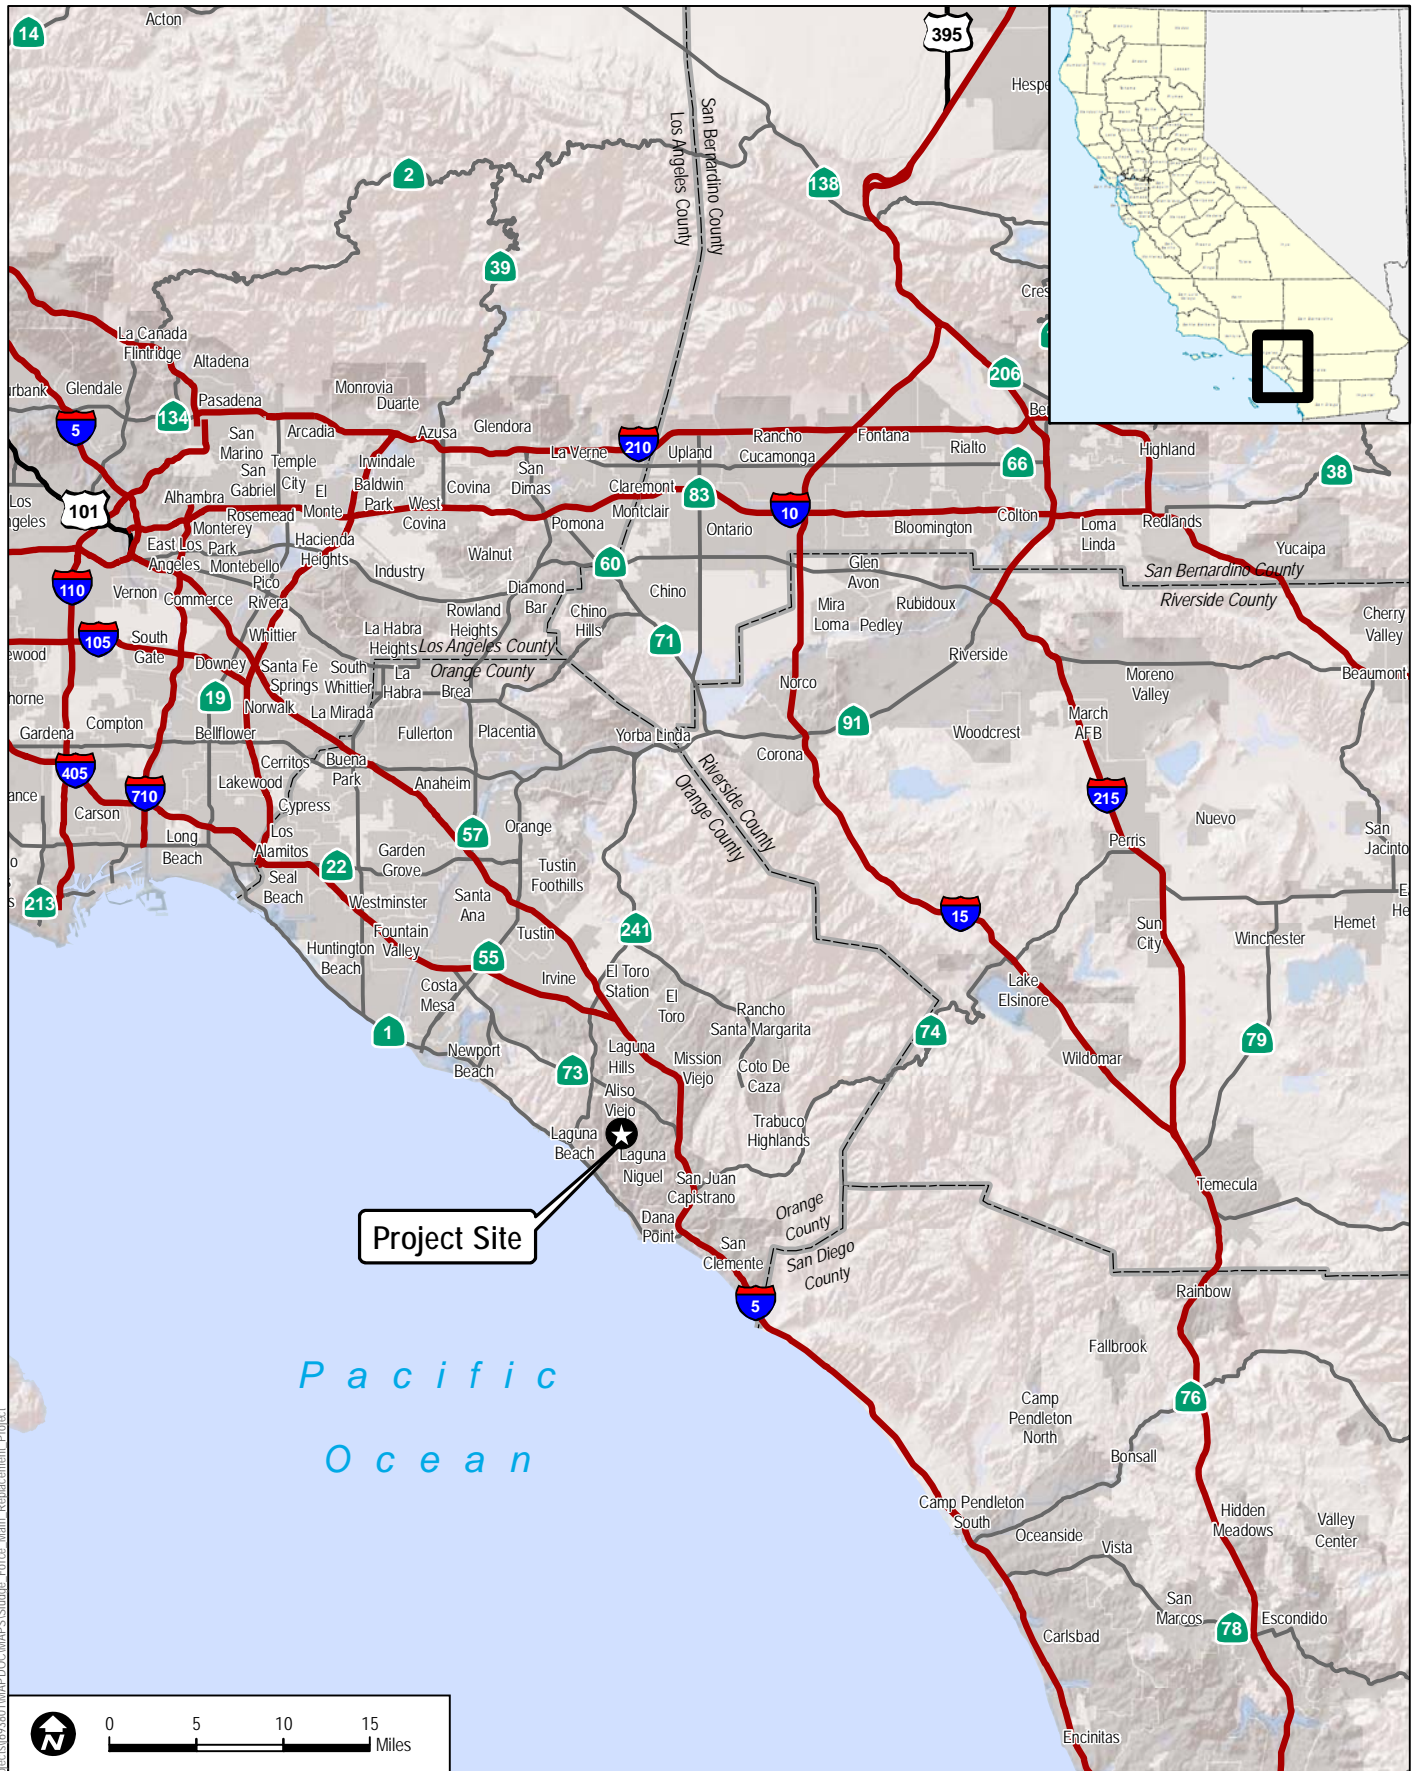 14
Acton
395
Hespe
San Bernardino County
Los Angeles County
2
138
39
Cres
La Canada
Flintridge
Altadena
206
urbank
Glendale
Monrovia
Duarte
Pasadena
134
5
Ber
San
Marino
Arcadia
Azusa
Glendora
210
La Verne
Upland
Rancho
Cucamonga
Fontana
Rialto
66
Highland
38
San
Gabriel
Temple
City
Irwindale
Baldwin
Park
Covina
San
Dimas
Claremont
Montclair
83
Los
ngeles
101
Alhambra
El
Monte
West
Covina
Rosemead
Monterey
Park
Pomona
Ontario
10
Bloomington
Colton
Loma
Linda
Redlands
East Los
Angeles
Montebello
Hacienda
Heights
Walnut
Industry
60
Glen
Avon
Yucaipa
San Bernardino County
Riverside County
110
Vernon
Commerce
Pico
Rivera
Diamond
Bar
Chino
Chino
Hills
Mira
Loma
Rubidoux
Pedley
Cherry
Valley
105
South
Gate
Whittier
La Habra
Heights
Rowland
Heights
Los Angeles County
Orange County
71
Riverside
ewood
Downey
Santa Fe
Springs
South
Whittier
La
Habra
Brea
Norco
Moreno
Valley
Beaumont
horne
19
Norwalk
La Mirada
Gardena
Compton
Bellflower
Fullerton
Placentia
Yorba Linda
91
Woodcrest
March
AFB
Corona
405
Cerritos
Buena
Park
Anaheim
Riverside County
Orange County
ance
710
Lakewood
Cypress
215
Carson
Nuevo
Long
Beach
Los
Alamitos
57
Orange
San
Jacinto
Perris
Garden
Grove
22
Seal
Beach
Tustin
Foothills
213
Westminster
Santa
Ana
15
Hemet
Huntington
Beach
Fountain
Valley
Tustin
241
Sun
City
Winchester
55
Irvine
El Toro
Station
Costa
Mesa
El
Toro
Lake
Elsinore
Rancho
Santa Margarita
1
74
79
Newport
Beach
Laguna
Hills
Mission
Viejo
Wildomar
73
Coto De
Caza
Aliso
Viejo
Laguna
Beach
Trabuco
Highlands
Laguna
Niguel
San Juan
Capistrano
Temecula
Project Site
Dana
Point
Orange
County
San
Clemente
San Diego
County
5
Rainbow
Fallbrook
Pacific
Ocean
Camp
Pendleton
North
76
Bonsall
Camp Pendleton
South
Oceanside
Hidden
Meadows
Valley
Center
Vista
San
Marcos
78
Escondido
Carlsbad
Encinitas
N
0 5 10 15
Miles